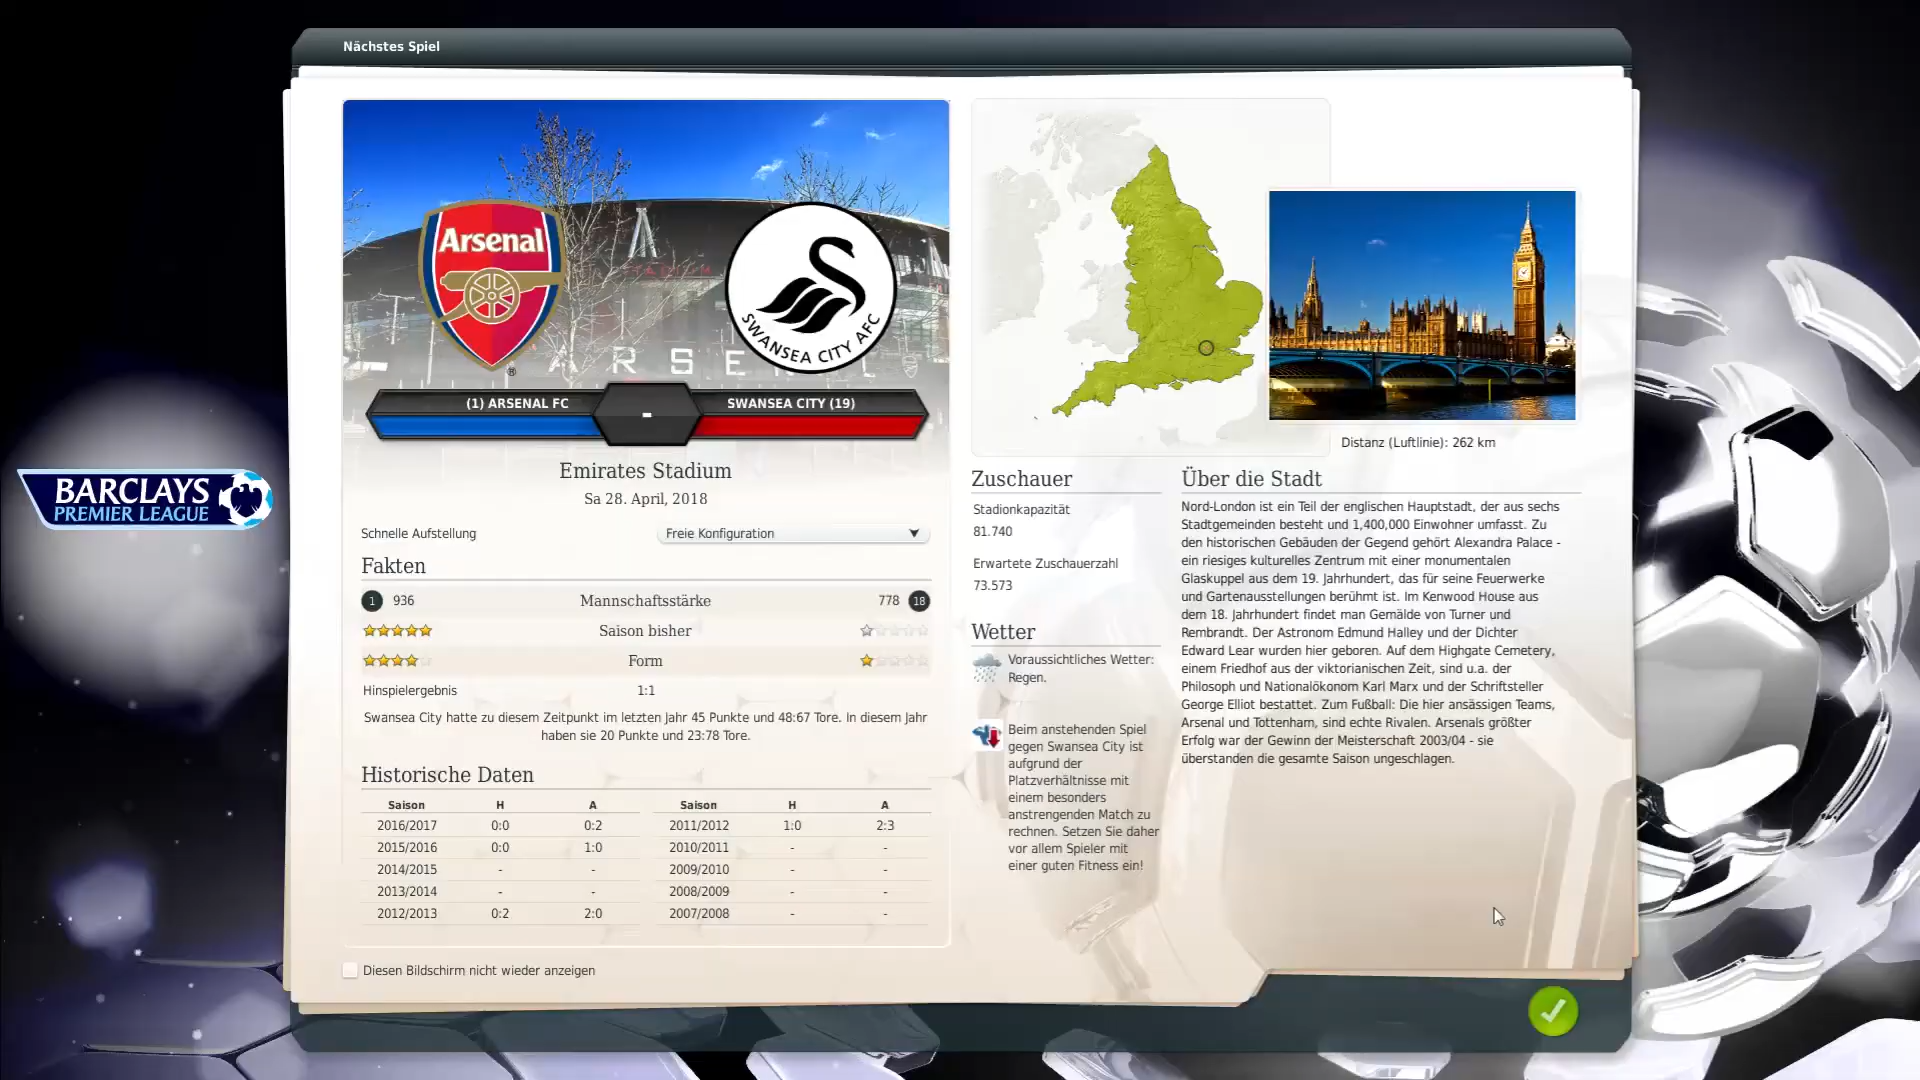 Nächstes Spiel
Arsenal
®
SWANSEA CITY AFC
(1) ARSENAL FC
-
SWANSEA CITY (19)
Emirates Stadium
Sa 28. April, 2018
Schnelle Aufstellung
Freie Konfiguration
Fakten
1 936 Mannschaftsstärke 778 18
Saison bisher
Form
Hinspielergebnis 1:1
Swansea City hatte zu diesem Zeitpunkt im letzten Jahr 45 Punkte und 48:67 Tore. In diesem Jahr
haben sie 20 Punkte und 23:78 Tore.
Historische Daten
Saison H A Saison H A
2016/2017 0:0 0:2 2011/2012 1:0 2:3
2015/2016 0:0 1:0 2010/2011 - -
2014/2015 - - 2009/2010 - -
2013/2014 - - 2008/2009 - -
2012/2013 0:2 2:0 2007/2008 - -
Diesen Bildschirm nicht wieder anzeigen
Distanz (Luftlinie): 262 km
Zuschauer
Stadionkapazität
81.740
Erwartete Zuschauerzahl
73.573
Wetter
Voraussichtliches Wetter:
Regen.
Beim anstehenden Spiel
gegen Swansea City ist
aufgrund der
Platzverhältnisse mit
einem besonders
anstrengenden Match zu
rechnen. Setzen Sie daher
vor allem Spieler mit
einer guten Fitness ein!
Über die Stadt
Nord-London ist ein Teil der englischen Hauptstadt, der aus sechs
Stadtgemeinden besteht und 1,400,000 Einwohner umfasst. Zu
den historischen Gebäuden der Gegend gehört Alexandra Palace -
ein riesiges kulturelles Zentrum mit einer monumentalen
Glaskuppel aus dem 19. Jahrhundert, das für seine Feuerwerke
und Gartenausstellungen berühmt ist. Im Kenwood House aus
dem 18. Jahrhundert findet man Gemälde von Turner und
Rembrandt. Der Astronom Edmund Halley und der Dichter
Edward Lear wurden hier geboren. Auf dem Highgate Cemetery,
einem Friedhof aus der viktorianischen Zeit, sind u.a. der
Philosoph und Nationalökonom Karl Marx und der Schriftsteller
George Elliot bestattet. Zum Fußball: Die hier ansässigen Teams,
Arsenal und Tottenham, sind echte Rivalen. Arsenals größter
Erfolg war der Gewinn der Meisterschaft 2003/04 - sie
überstanden die gesamte Saison ungeschlagen.
BARCLAYS
PREMIER LEAGUE